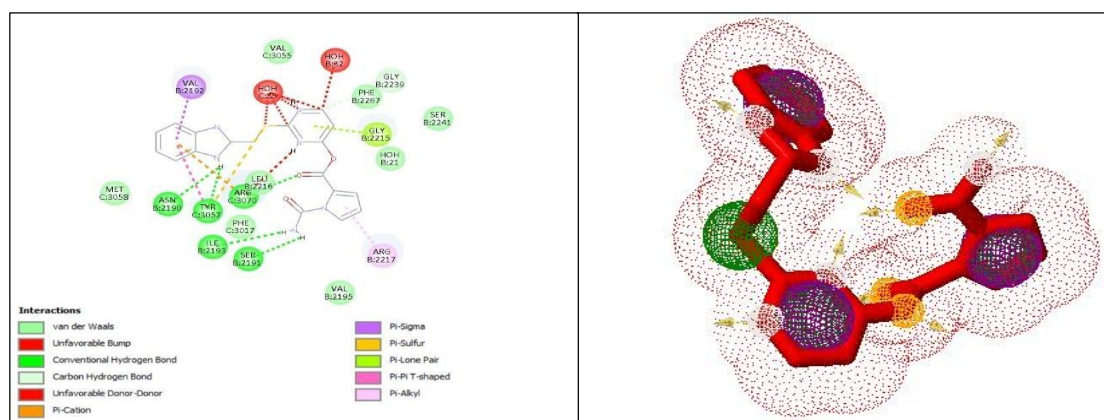 VAL
C:3055
HOH
B:2
VAL
B:2192
HOH
GLY
B:2239
PHE
B:2267
SER
B:2241
GLY
B:2215
HOH
B:21
LEU
B:2216
MET
C:3058
ASN
B:2190
TYR
C:3057
ARG
C:3070
PHE
C:3017
ILE
B:2193
SER
B:2191
ARG
B:2217
VAL
B:2195
Interactions
van der Waals
Unfavorable Bump
Conventional Hydrogen Bond
Carbon Hydrogen Bond
Unfavorable Donor-Donor
Pi-Cation
Pi-Sigma
Pi-Sulfur
Pi-Lone Pair
Pi-Pi T-shaped
Pi-Alkyl